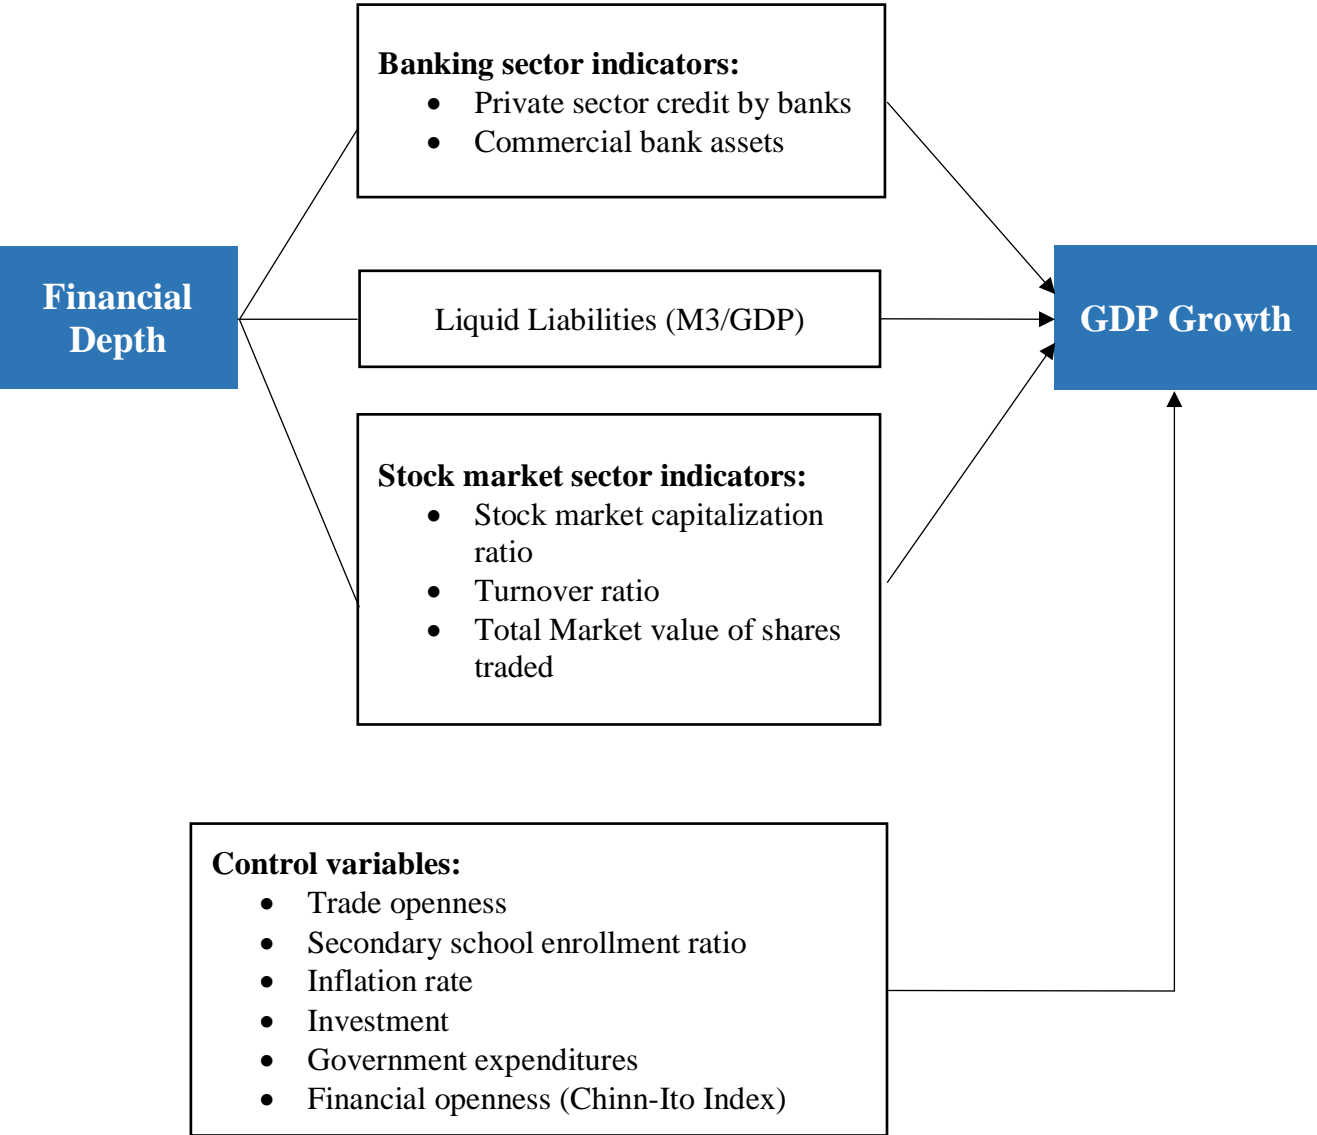 Banking sector indicators:
• Private sector credit by banks
• Commercial bank assets
Financial
Depth
Liquid Liabilities (M3/GDP)
GDP Growth
Stock market sector indicators:
• Stock market capitalization
ratio
• Turnover ratio
• Total Market value of shares
traded
Control variables:
• Trade openness
• Secondary school enrollment ratio
• Inflation rate
• Investment
• Government expenditures
• Financial openness (Chinn-Ito Index)